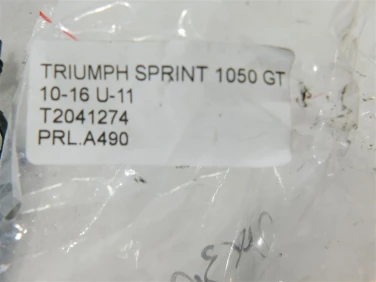 TRIUMPH SPRINT 1050 GT
10-16 U-11
T2041274
PRL.A490